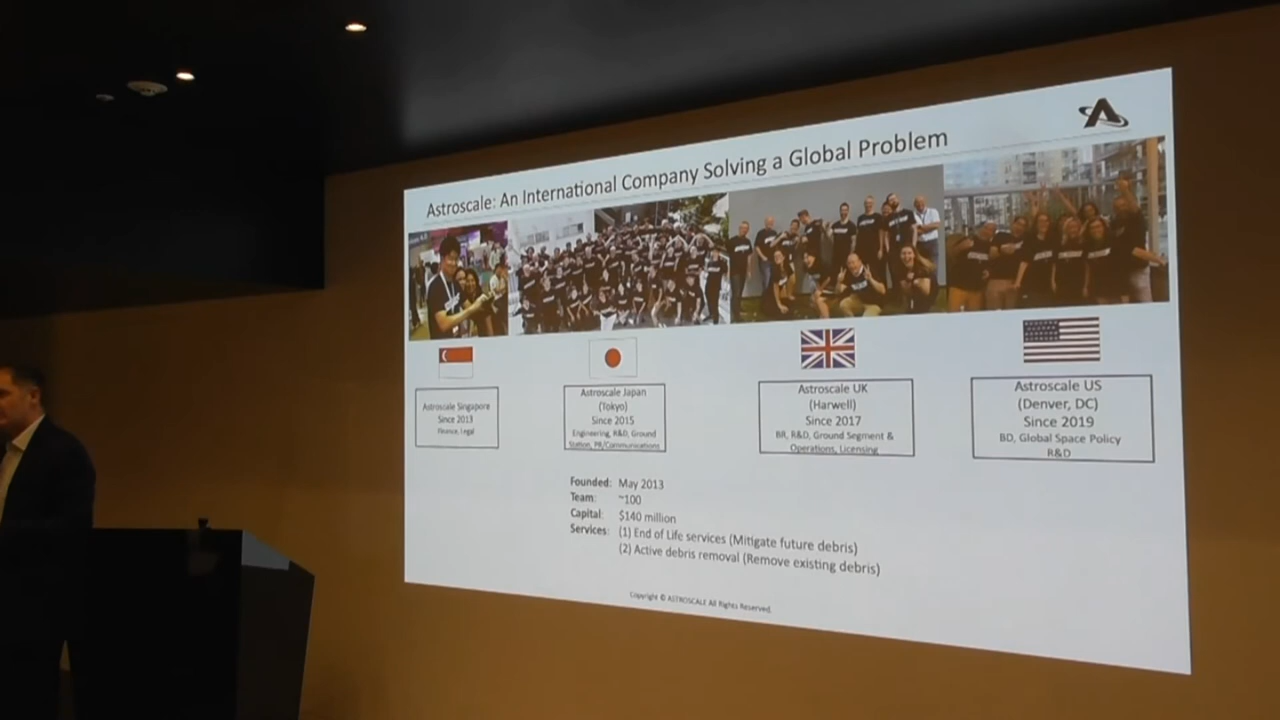 Astroscale: An International Company Solving a Global Problem
Astroscale Singapore
Since 2013
Finance, Legal
Astroscale Japan
(Tokyo)
Since 2015
Engineering, R&D, Ground
Station, PR/Communications
Astroscale UK
(Harwell)
Since 2017
BR, R&D, Ground Segment &
Operations, Licensing
Astroscale US
(Denver, DC)
Since 2019
BD, Global Space Policy
R&D
Founded: May 2013
Team: ~100
Capital: $140 million
Services: (1) End of Life services (Mitigate future debris)
(2) Active debris removal (Remove existing debris)
Copyright © ASTROSCALE All Rights Reserved.